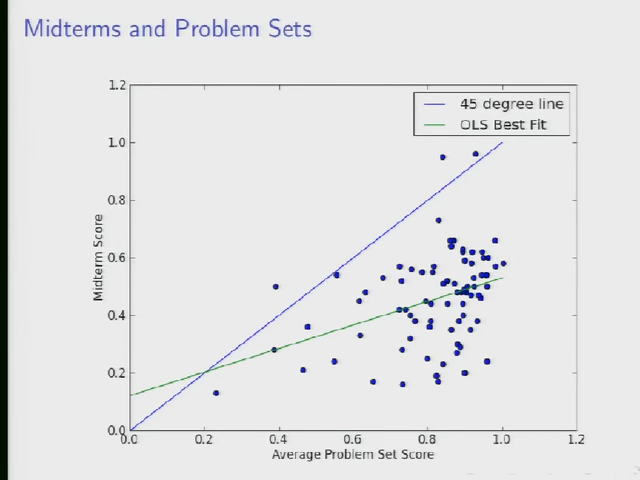 Midterms and Problem Sets
1.2
1.0
0.8
0.6
0.4
0.2
0.0
Midterm Score
45 degree line
OLS Best Fit
0.0 0.2 0.4 0.6 0.8 1.0 1.2
Average Problem Set Score